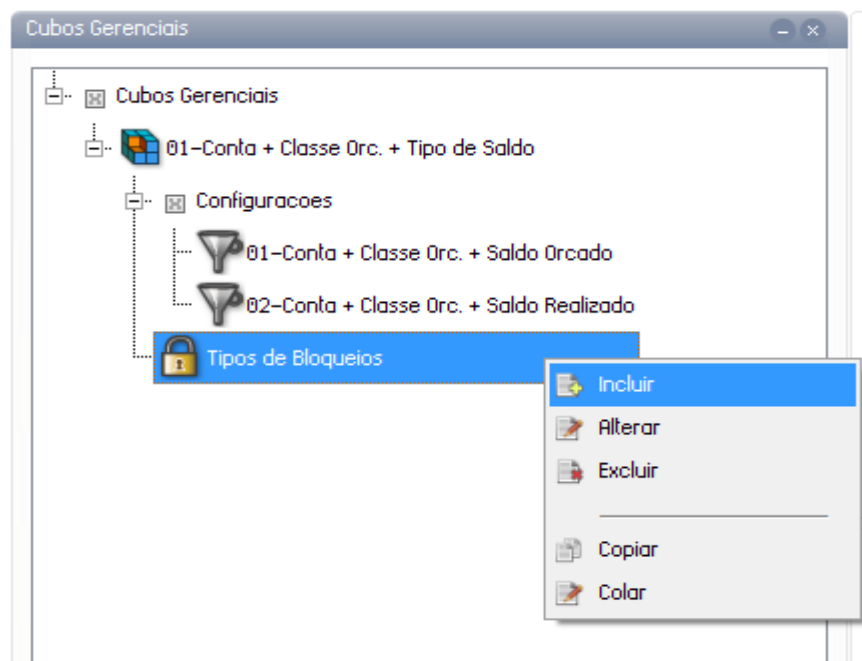 Cubos Gerenciais
Cubos Gerenciais
01-Conta + Classe Orc. + Tipo de Saldo
Configuracoes
01-Conta + Classe Orc. + Saldo Orcado
02-Conta + Classe Orc. + Saldo Realizado
Tipos de Bloqueios
Incluir
Alterar
Excluir
Copiar
Colar